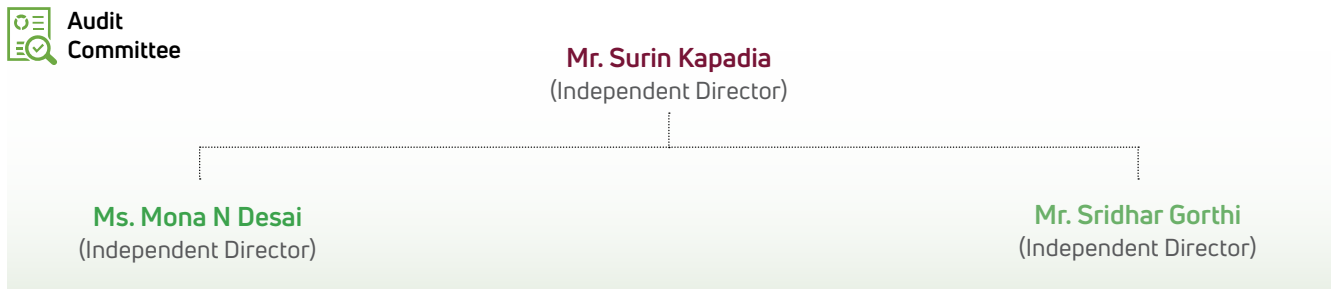 Audit
Committee
Mr. Surin Kapadia
(Independent Director)
Ms. Mona N Desai
(Independent Director)
Mr. Sridhar Gorthi
(Independent Director)